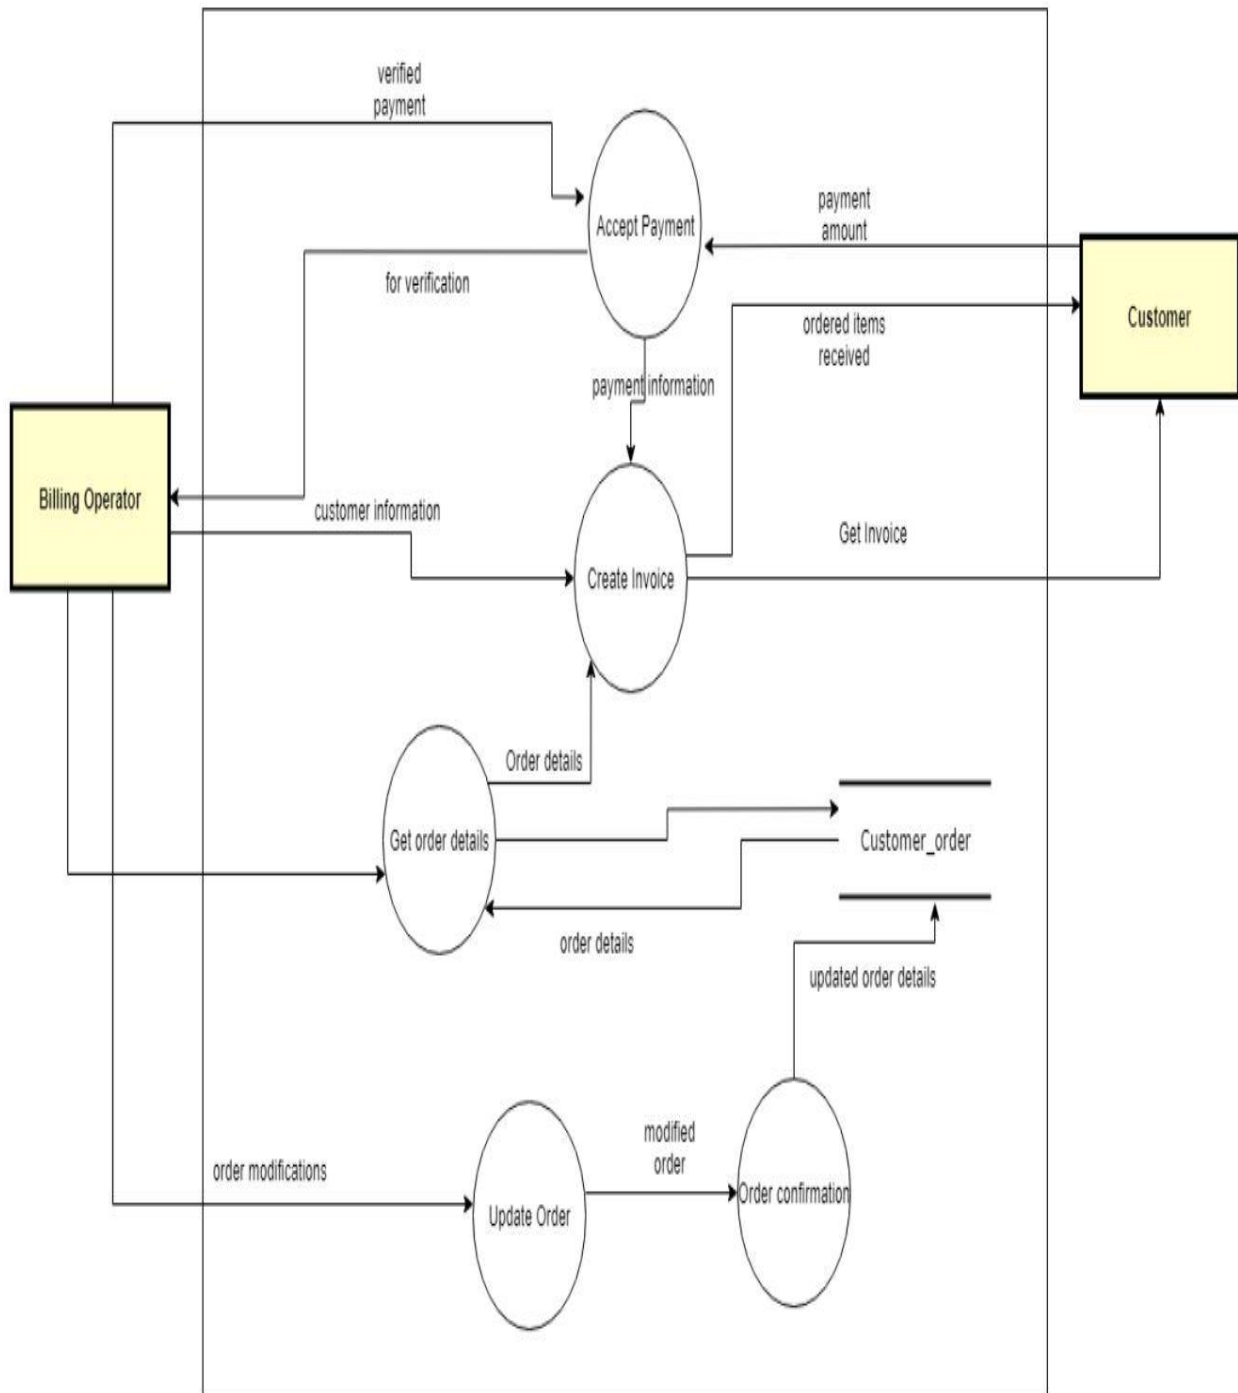 verified
payment
Accept Payment
payment
amount
for verification
Customer
ordered items
received
payment information
Billing Operator
customer information
Get Invoice
Create Invoice
Order details
Get order details
Customer_order
order details
updated order details
modified
order
order modifications
Order confirmation
Update Order